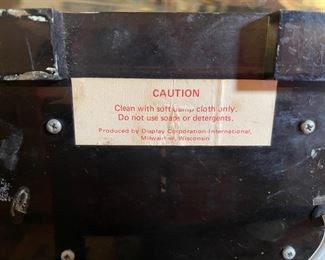 CAUTION
Clean with soft damp cloth only.
Do not use soaps or detergents.
Produced by Display Corporation International,
Milwaukee, Wisconsin